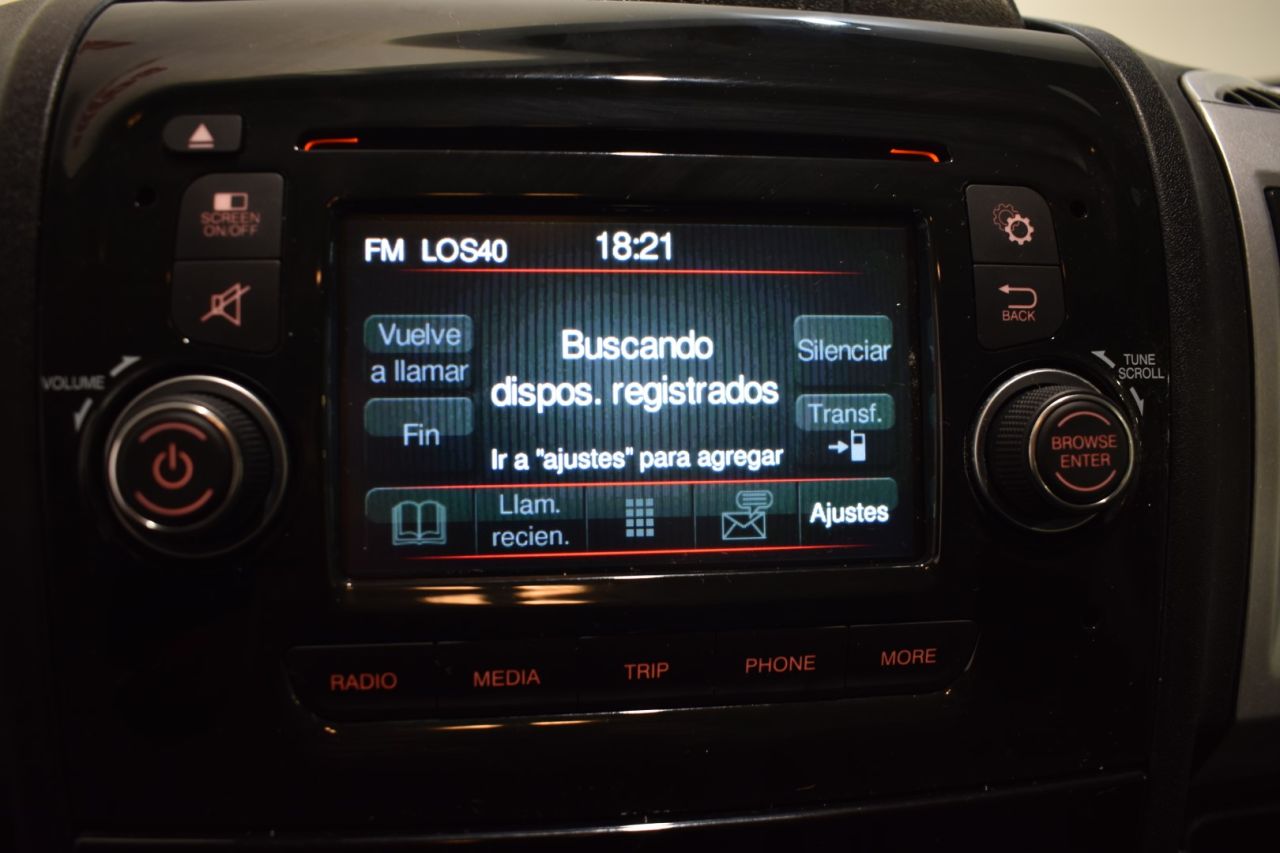 SCREEN
ON/OFF
VOLUME
FM LOS40 18:21
Vuelve
a llamar
Fin
Buscando
dispos. registrados
Ir a "ajustes" para agregar
Silenciar
Transf.
Llam.
recien.
Ajustes
BACK
TUNE
SCROLL
BROWSE
ENTER
RADIO MEDIA TRIP PHONE MORE